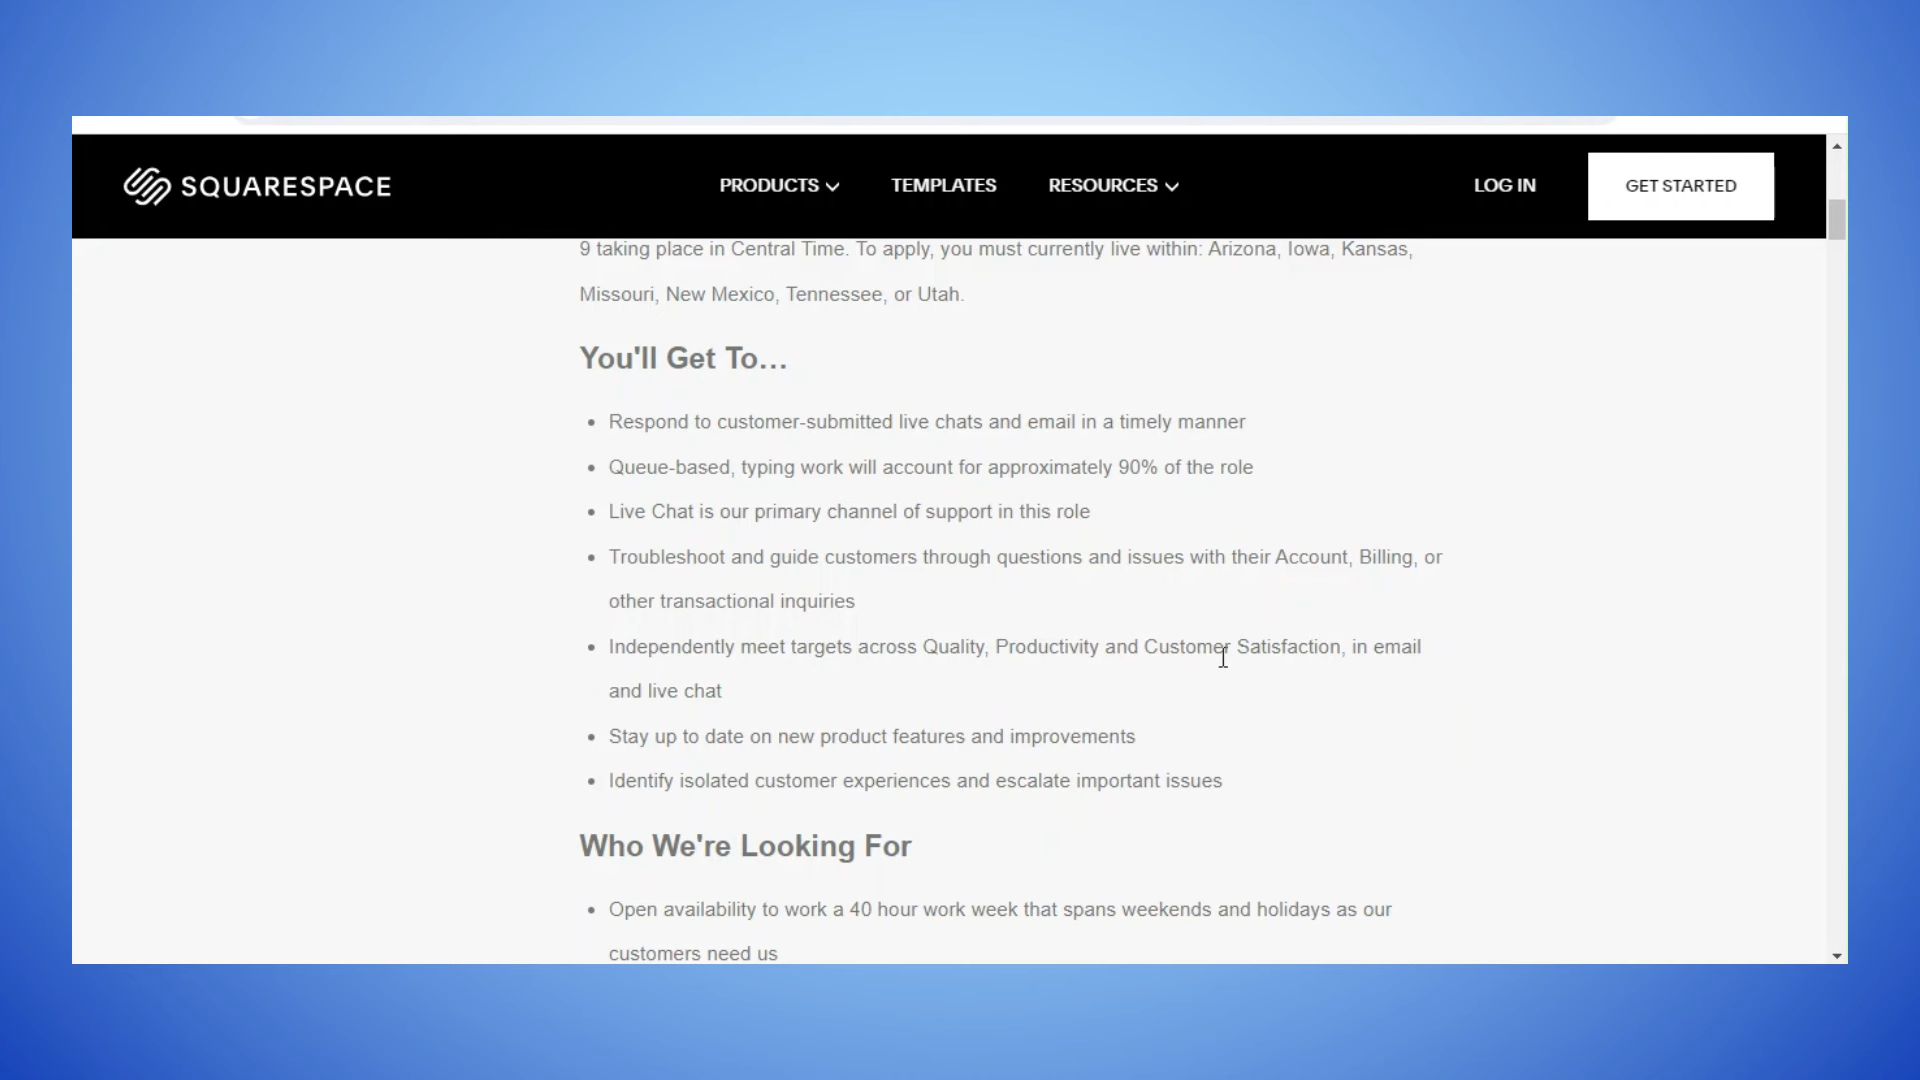 SQUARESPACE
PRODUCTS
TEMPLATES
RESOURCES
LOG IN
GET STARTED
9 taking place in Central Time. To apply, you must currently live within: Arizona, Iowa, Kansas,
Missouri, New Mexico, Tennessee, or Utah.
You'll Get To…
Respond to customer-submitted live chats and email in a timely manner
Queue-based, typing work will account for approximately 90% of the role
Live Chat is our primary channel of support in this role
Troubleshoot and guide customers through questions and issues with their Account, Billing, or
other transactional inquiries
Independently meet targets across Quality, Productivity and Customer Satisfaction, in email
and live chat
Stay up to date on new product features and improvements
Identify isolated customer experiences and escalate important issues
Who We're Looking For
Open availability to work a 40 hour work week that spans weekends and holidays as our
customers need us